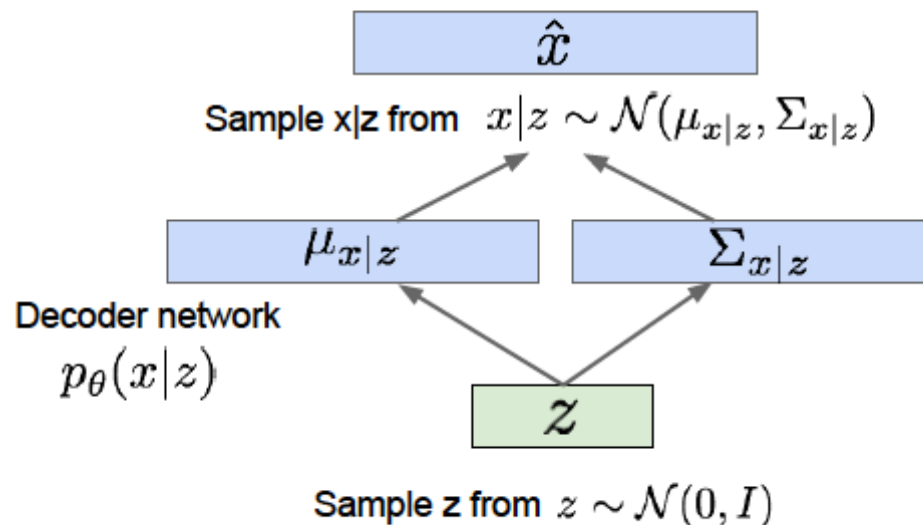 x̂
Sample x|z from x|z ∼ 𝒩(μ_{x|z}, Σ_{x|z})
μ_{x|z} Σ_{x|z}
Decoder network
p_θ(x|z)
z
Sample z from z ∼ 𝒩(0, I)